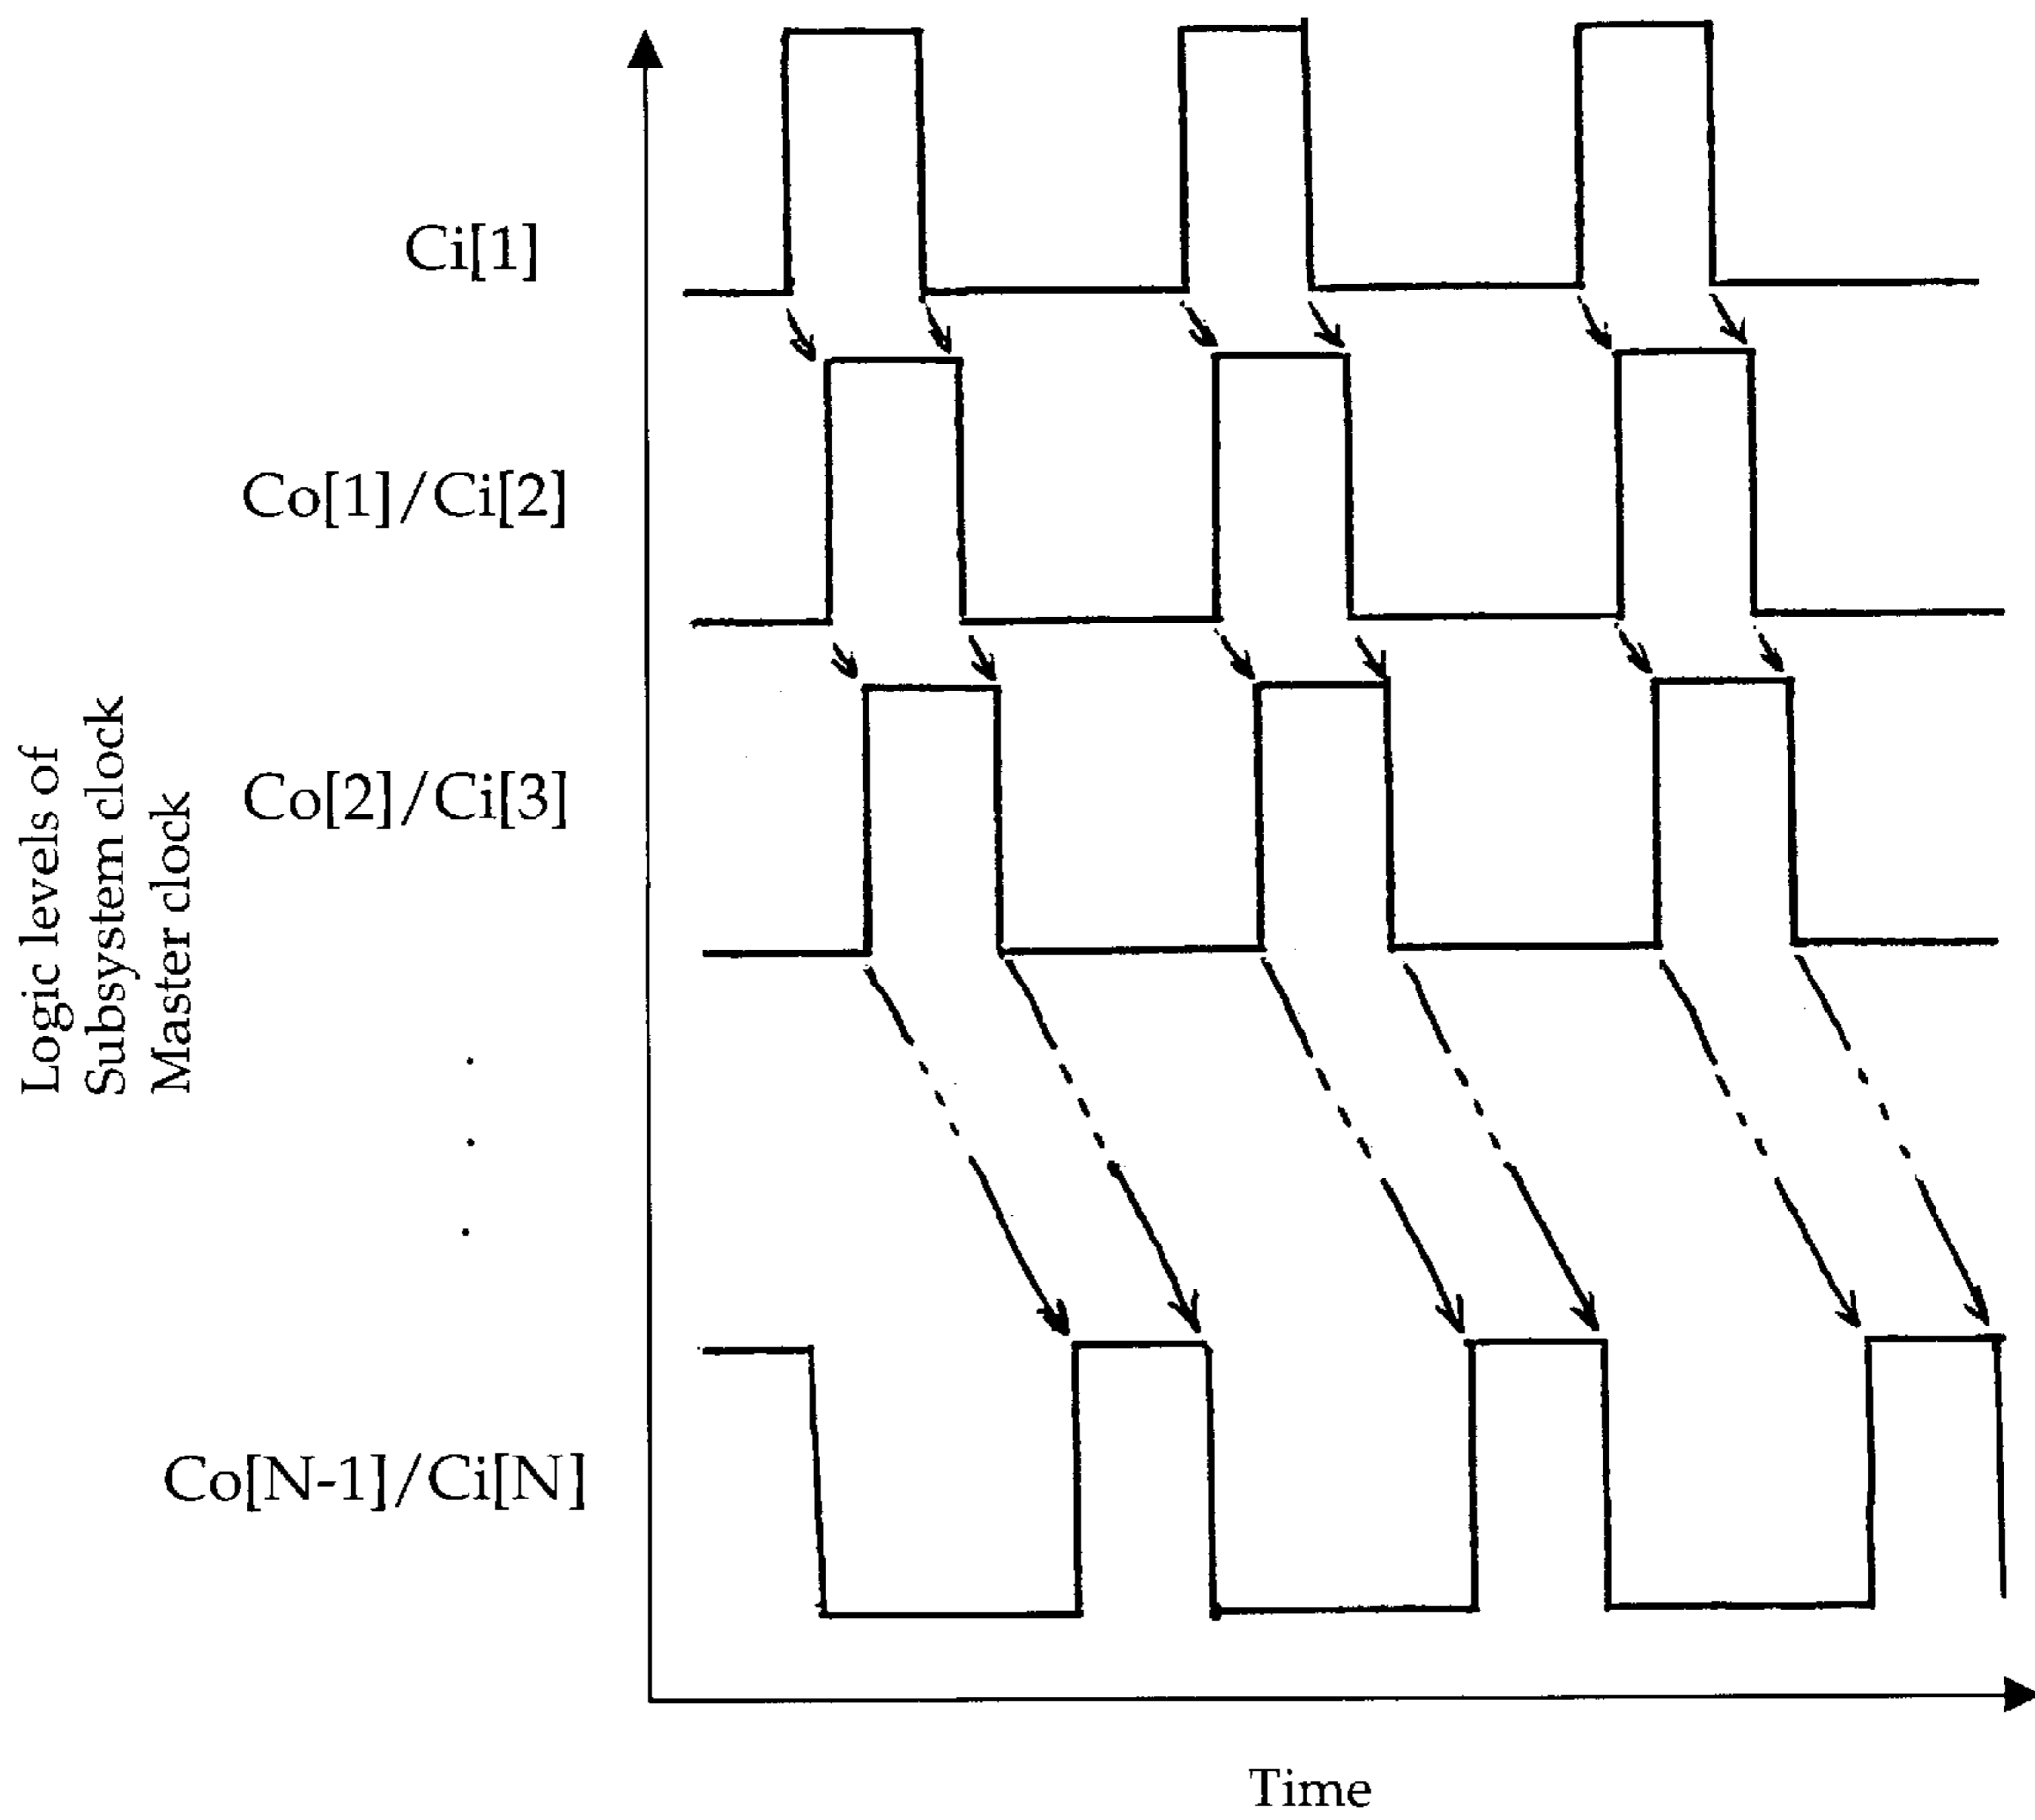 Ci[1]
Co[1]/Ci[2]
Co[2]/Ci[3]
Logic levels of
Subsystem clock
Master clock
Co[N-1]/Ci[N]
Time